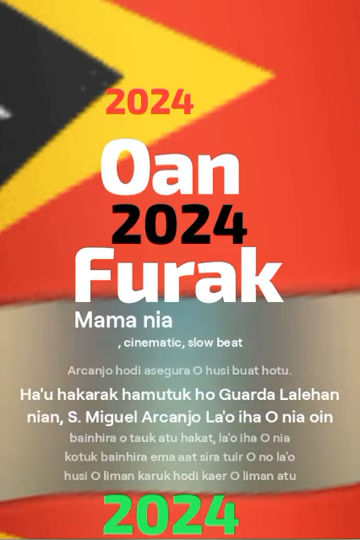 2024
Oan
2024
Furak
Mama nia
, cinematic, slow beat
Arcanjo hodi asegura O husi buat hotu.
Ha'u hakarak hamutuk ho Guarda Lalehan
nian, S. Miguel Arcanjo La'o iha O nia oin
bainhira o tauk atu hakat, la'o iha O nia
kotuk bainhira ema aat sira tuir O no la'o
husi O liman karuk hodi kaer O liman atu
2024